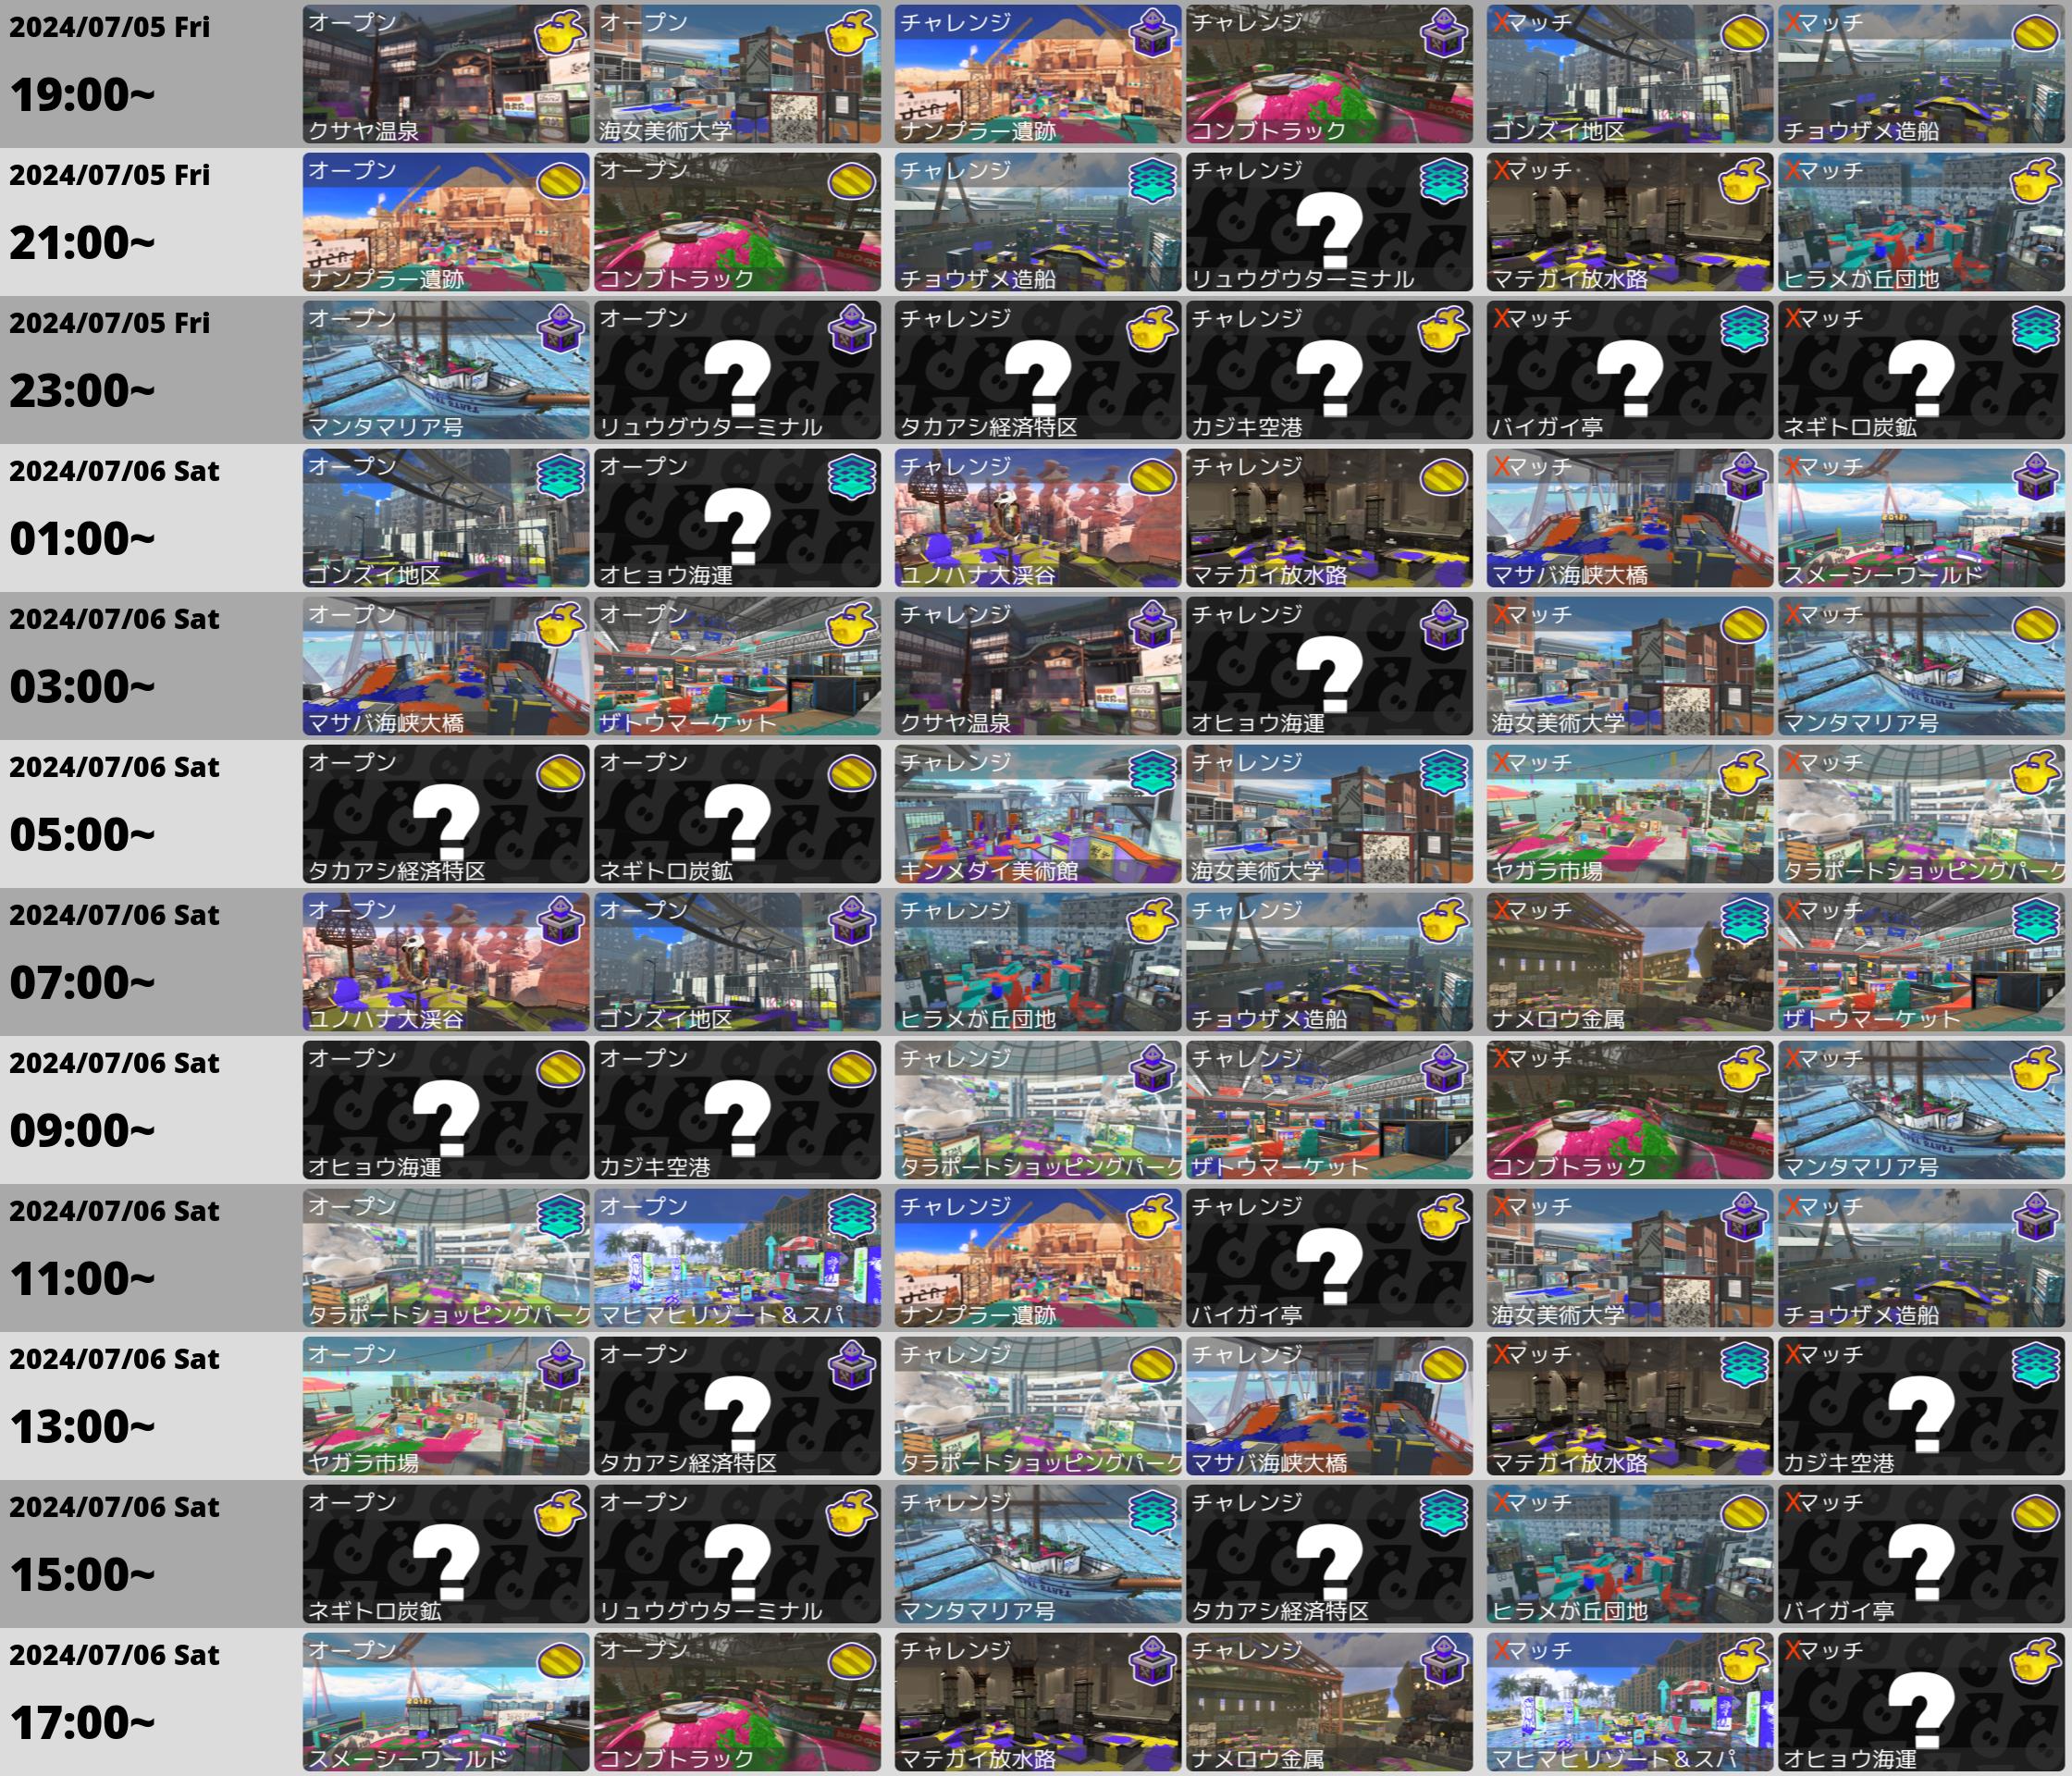 2024/07/05 Fri
19:00~
オープン
クサヤ温泉
オープン
海女美術大学
チャレンジ
ナンプラー遺跡
チャレンジ
コンブトラック
Xマッチ
ゴンズイ地区
Xマッチ
チョウザメ造船
2024/07/05 Fri
21:00~
オープン
ナンプラー遺跡
オープン
コンブトラック
チャレンジ
チョウザメ造船
チャレンジ
リュウグウターミナル
Xマッチ
マテガイ放水路
Xマッチ
ヒラメが丘団地
2024/07/05 Fri
23:00~
オープン
マンタマリア号
オープン
リュウグウターミナル
チャレンジ
タカアシ経済特区
チャレンジ
カジキ空港
Xマッチ
バイガイ亭
Xマッチ
ネギトロ炭鉱
2024/07/06 Sat
01:00~
オープン
ゴンズイ地区
オープン
オヒョウ海運
チャレンジ
ユノハナ大渓谷
チャレンジ
マテガイ放水路
Xマッチ
マサバ海峡大橋
Xマッチ
スメーシーワールド
2024/07/06 Sat
03:00~
オープン
マサバ海峡大橋
オープン
ザトウマーケット
チャレンジ
クサヤ温泉
チャレンジ
オヒョウ海運
Xマッチ
海女美術大学
Xマッチ
マンタマリア号
2024/07/06 Sat
05:00~
オープン
タカアシ経済特区
オープン
ネギトロ炭鉱
チャレンジ
キンメダイ美術館
チャレンジ
海女美術大学
Xマッチ
ヤガラ市場
Xマッチ
タラポートショッピングパーク
2024/07/06 Sat
07:00~
オープン
ユノハナ大渓谷
オープン
ゴンズイ地区
チャレンジ
ヒラメが丘団地
チャレンジ
チョウザメ造船
Xマッチ
ナメロウ金属
Xマッチ
ザトウマーケット
2024/07/06 Sat
09:00~
オープン
オヒョウ海運
オープン
カジキ空港
チャレンジ
タラポートショッピングパーク
チャレンジ
ザトウマーケット
Xマッチ
コンブトラック
Xマッチ
マンタマリア号
2024/07/06 Sat
11:00~
オープン
タラポートショッピングパーク
オープン
マヒマヒリゾート＆スパ
チャレンジ
ナンプラー遺跡
チャレンジ
バイガイ亭
Xマッチ
海女美術大学
Xマッチ
チョウザメ造船
2024/07/06 Sat
13:00~
オープン
ヤガラ市場
オープン
タカアシ経済特区
チャレンジ
タラポートショッピングパーク
チャレンジ
マサバ海峡大橋
Xマッチ
マテガイ放水路
Xマッチ
カジキ空港
2024/07/06 Sat
15:00~
オープン
ネギトロ炭鉱
オープン
リュウグウターミナル
チャレンジ
マンタマリア号
チャレンジ
タカアシ経済特区
Xマッチ
ヒラメが丘団地
Xマッチ
バイガイ亭
2024/07/06 Sat
17:00~
オープン
スメーシーワールド
オープン
コンブトラック
チャレンジ
マテガイ放水路
チャレンジ
ナメロウ金属
Xマッチ
マヒマヒリゾート＆スパ
Xマッチ
オヒョウ海運